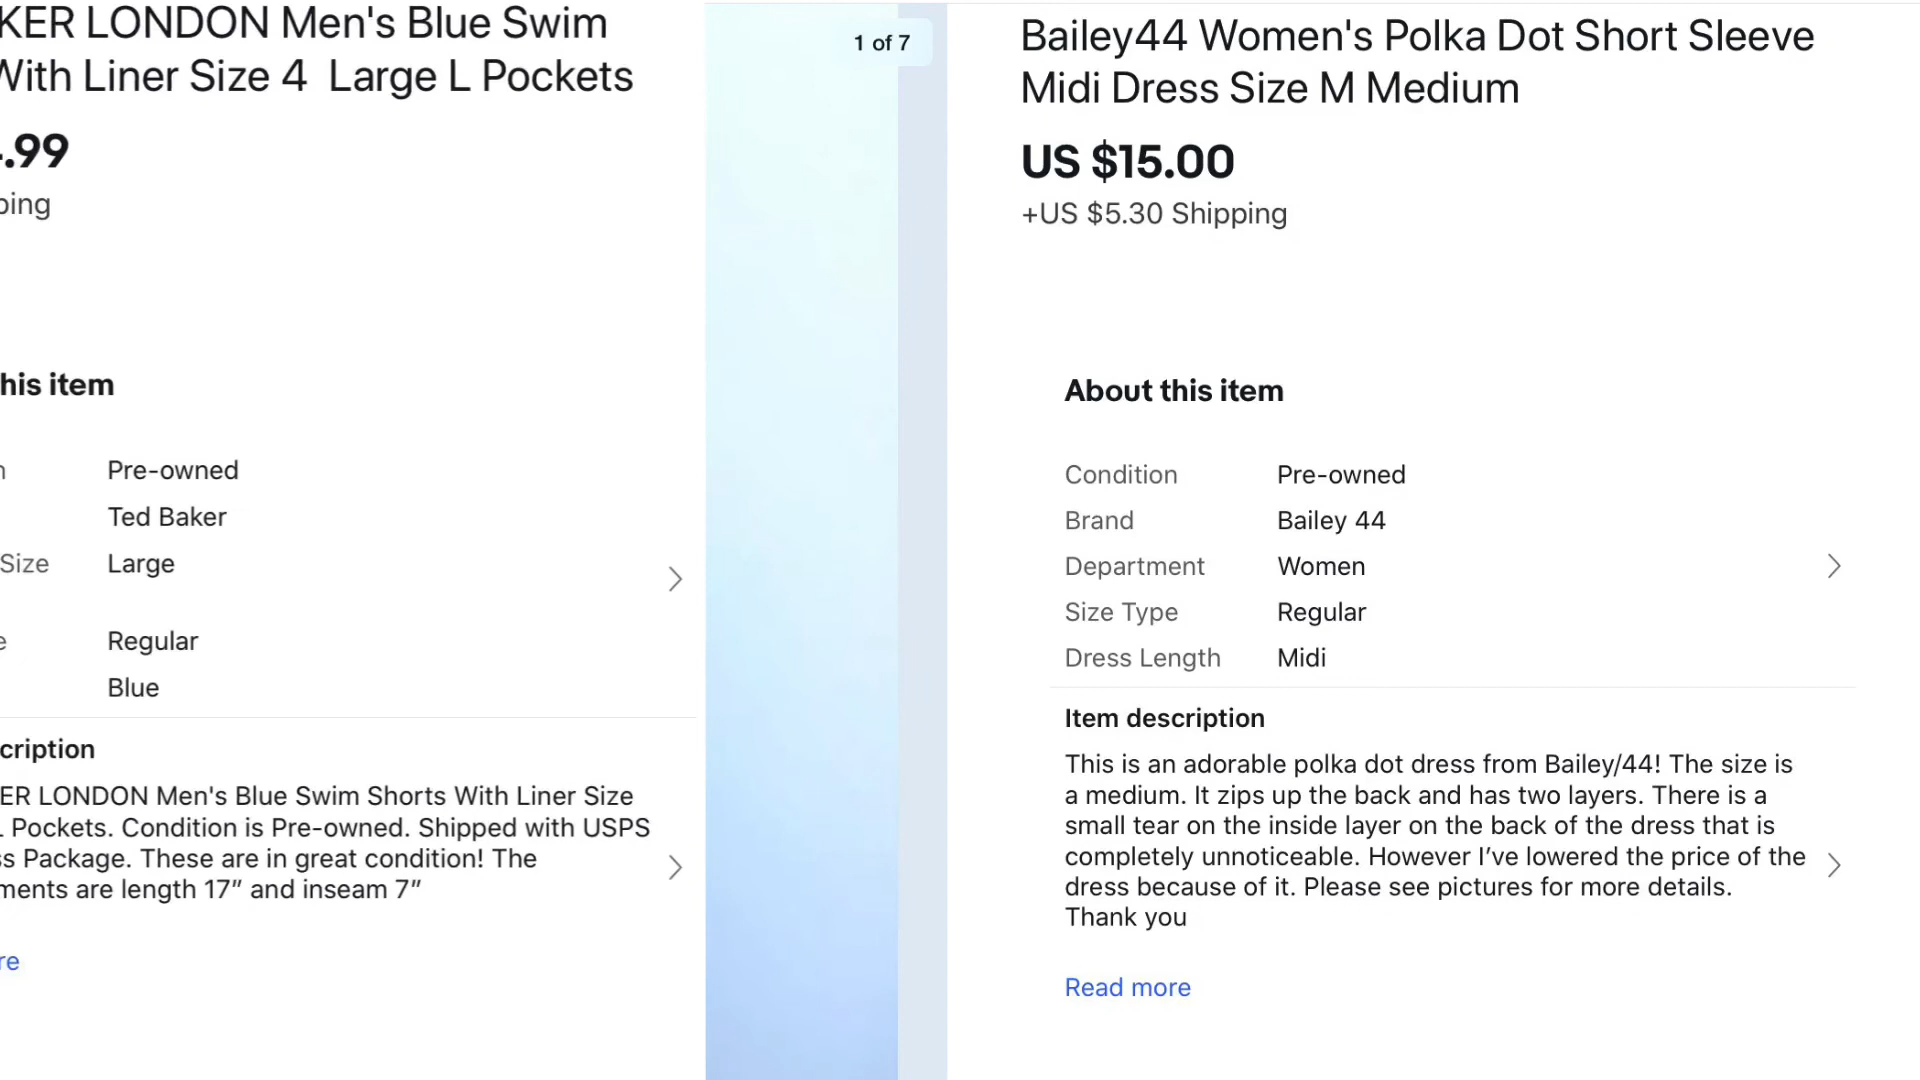 KER LONDON Men's Blue Swim
With Liner Size 4 Large L Pockets
.99
ping
his item
Pre-owned
Ted Baker
Size Large
Regular
Blue
cription
ER LONDON Men's Blue Swim Shorts With Liner Size
L Pockets. Condition is Pre-owned. Shipped with USPS
ss Package. These are in great condition! The
ments are length 17” and inseam 7”
re
1 of 7
Bailey44 Women's Polka Dot Short Sleeve
Midi Dress Size M Medium
US $15.00
+US $5.30 Shipping
About this item
Condition Pre-owned
Brand Bailey 44
Department Women
Size Type Regular
Dress Length Midi
Item description
This is an adorable polka dot dress from Bailey/44! The size is
a medium. It zips up the back and has two layers. There is a
small tear on the inside layer on the back of the dress that is
completely unnoticeable. However I’ve lowered the price of the
dress because of it. Please see pictures for more details.
Thank you
Read more